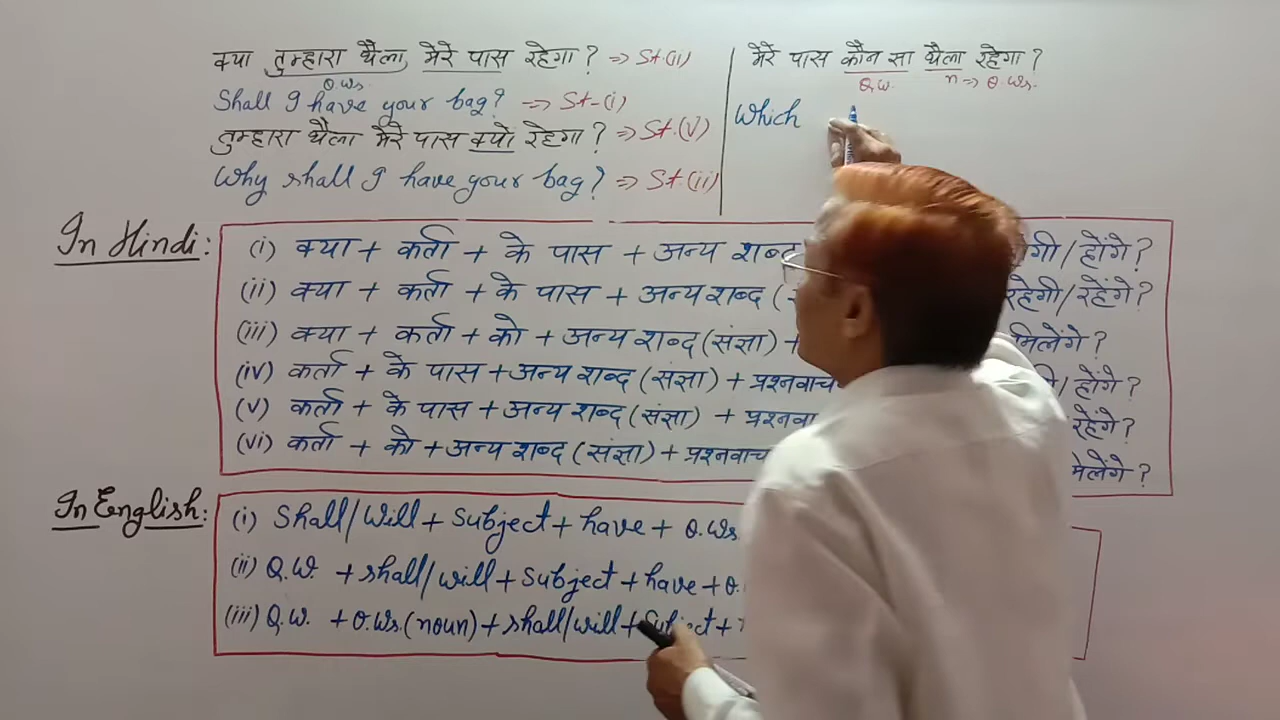 क्या तुम्हारा थैला मेरे पास रहेगा? => St.(ii)
O.Ws.
Shall I have your bag? => St-(i)
तुम्हारा थैला मेरे पास क्यो रहेगा? => St.(V)
Why shall I have your bag? => St.(ii)
मेरे पास कौन सा थैला रहेगा?
Q.W. n => O.Ws.
Which
In Hindi:
(i) क्या + कर्ता + के पास + अन्य शब्द ोगी/होंगे?
(ii) क्या + कर्ता + के पास + अन्य शब्द ( रहेगी/रहेंगे?
(iii) क्या + कर्ता + को + अन्य शब्द (संज्ञा) + मिलेंगे?
(iv) कर्ता + के पास + अन्य शब्द (संज्ञा) + प्रश्नवाच ी/होंगे?
(v) कर्ता + के पास + अन्य शब्द (संज्ञा) + प्रश्नवा रहेंगे?
(vi) कर्ता + को + अन्य शब्द (संज्ञा) + प्रश्नवाच मिलेंगे?
In English:
(i) Shall/Will + Subject + have + O.Ws.
(ii) Q.W. + shall/will + Subject + have + O.
(iii) Q.W. + O.Ws. (noun) + shall/will + Subject +